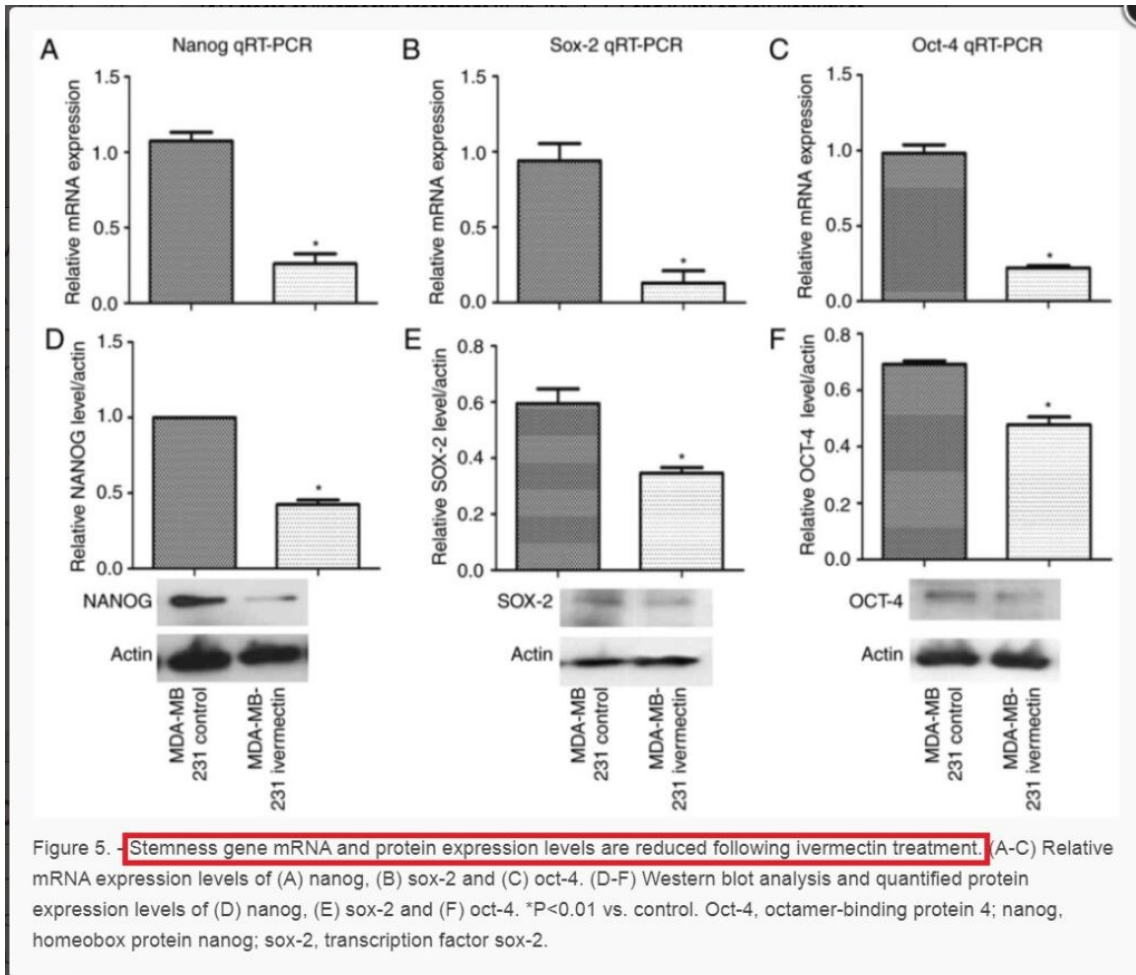 A
Nanog qRT-PCR
Relative mRNA expression
1.5
1.0
0.5
0.0
*
B
Sox-2 qRT-PCR
Relative mRNA expression
1.5
1.0
0.5
0.0
*
C
Oct-4 qRT-PCR
Relative mRNA expression
1.5
1.0
0.5
0.0
*
D
Relative NANOG level/actin
1.5
1.0
0.5
0.0
*
NANOG
Actin
MDA-MB
231 control
MDA-MB-
231 ivermectin
E
Relative SOX-2 level/actin
0.8
0.6
0.4
0.2
0.0
*
SOX-2
Actin
MDA-MB
231 control
MDA-MB-
231 ivermectin
F
Relative OCT-4 level/actin
0.8
0.6
0.4
0.2
0.0
*
OCT-4
Actin
MDA-MB
231 control
MDA-MB-
231 ivermectin
Figure 5. - Stemness gene mRNA and protein expression levels are reduced following ivermectin treatment. (A-C) Relative
mRNA expression levels of (A) nanog, (B) sox-2 and (C) oct-4. (D-F) Western blot analysis and quantified protein
expression levels of (D) nanog, (E) sox-2 and (F) oct-4. *P<0.01 vs. control. Oct-4, octamer-binding protein 4; nanog,
homeobox protein nanog; sox-2, transcription factor sox-2.